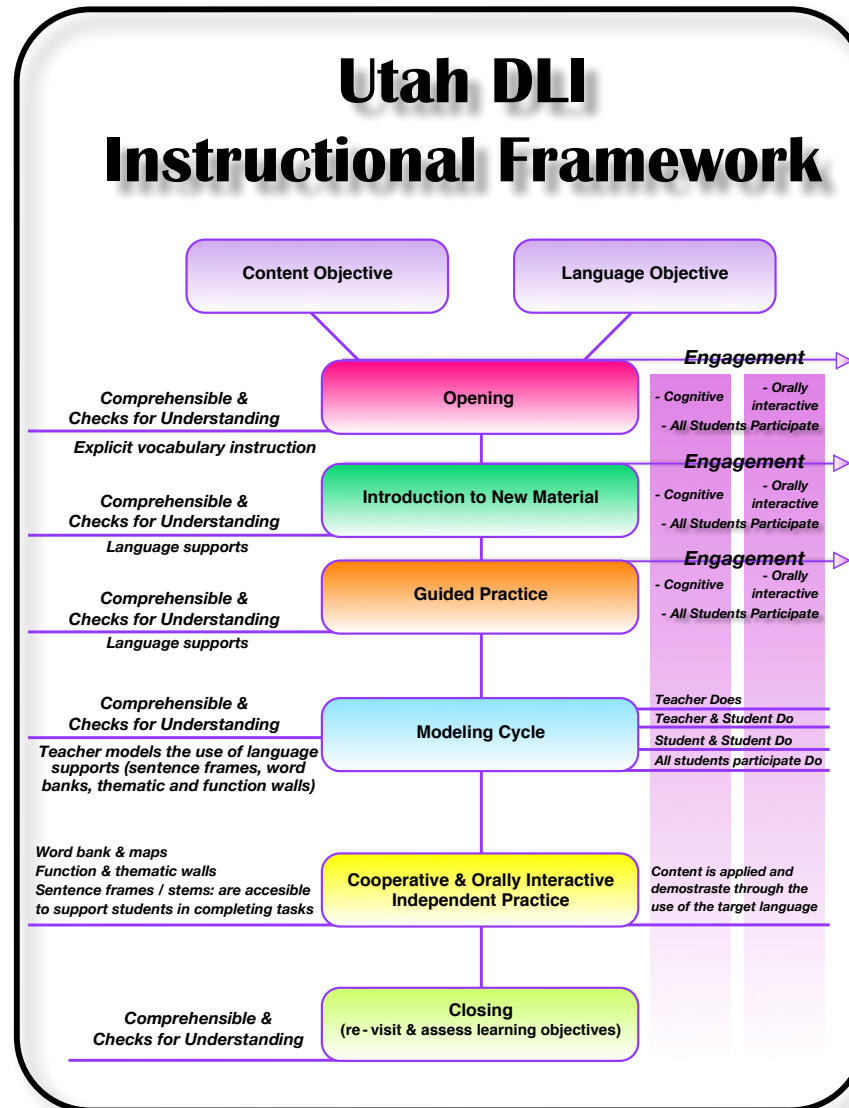 Utah DLI
Instructional Framework
Content Objective
Language Objective
Engagement
Comprehensible &
Checks for Understanding
Explicit vocabulary instruction
Opening
- Cognitive
- Orally
interactive
- All Students Participate
Engagement
Comprehensible &
Checks for Understanding
Language supports
Introduction to New Material
- Cognitive
- Orally
interactive
- All Students Participate
Engagement
Comprehensible &
Checks for Understanding
Language supports
Guided Practice
- Cognitive
- Orally
interactive
- All Students Participate
Comprehensible &
Checks for Understanding
Teacher models the use of language
supports (sentence frames, word
banks, thematic and function walls)
Modeling Cycle
Teacher Does
Teacher & Student Do
Student & Student Do
All students participate Do
Word bank & maps
Function & thematic walls
Sentence frames / stems: are accesible
to support students in completing tasks
Cooperative & Orally Interactive
Independent Practice
Content is applied and
demostraste through the
use of the target language
Comprehensible &
Checks for Understanding
Closing
(re - visit & assess learning objectives)